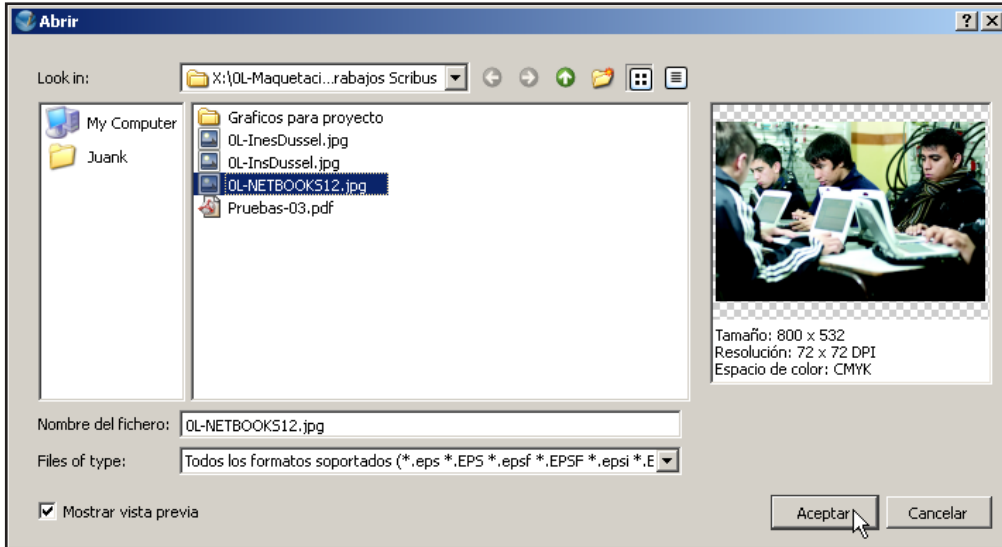 Abrir
Look in:
X:\0L-Maquetaci...rabajos Scribus
My Computer
Juank
Graficos para proyecto
0L-InesDussel.jpg
0L-InsDussel.jpg
0L-NETBOOKS12.jpg
Pruebas-03.pdf
Tamaño: 800 x 532
Resolución: 72 x 72 DPI
Espacio de color: CMYK
Nombre del fichero:
0L-NETBOOKS12.jpg
Files of type:
Todos los formatos soportados (*.eps *.EPS *.epsf *.EPSF *.epsi *.E
Mostrar vista previa
Aceptar
Cancelar